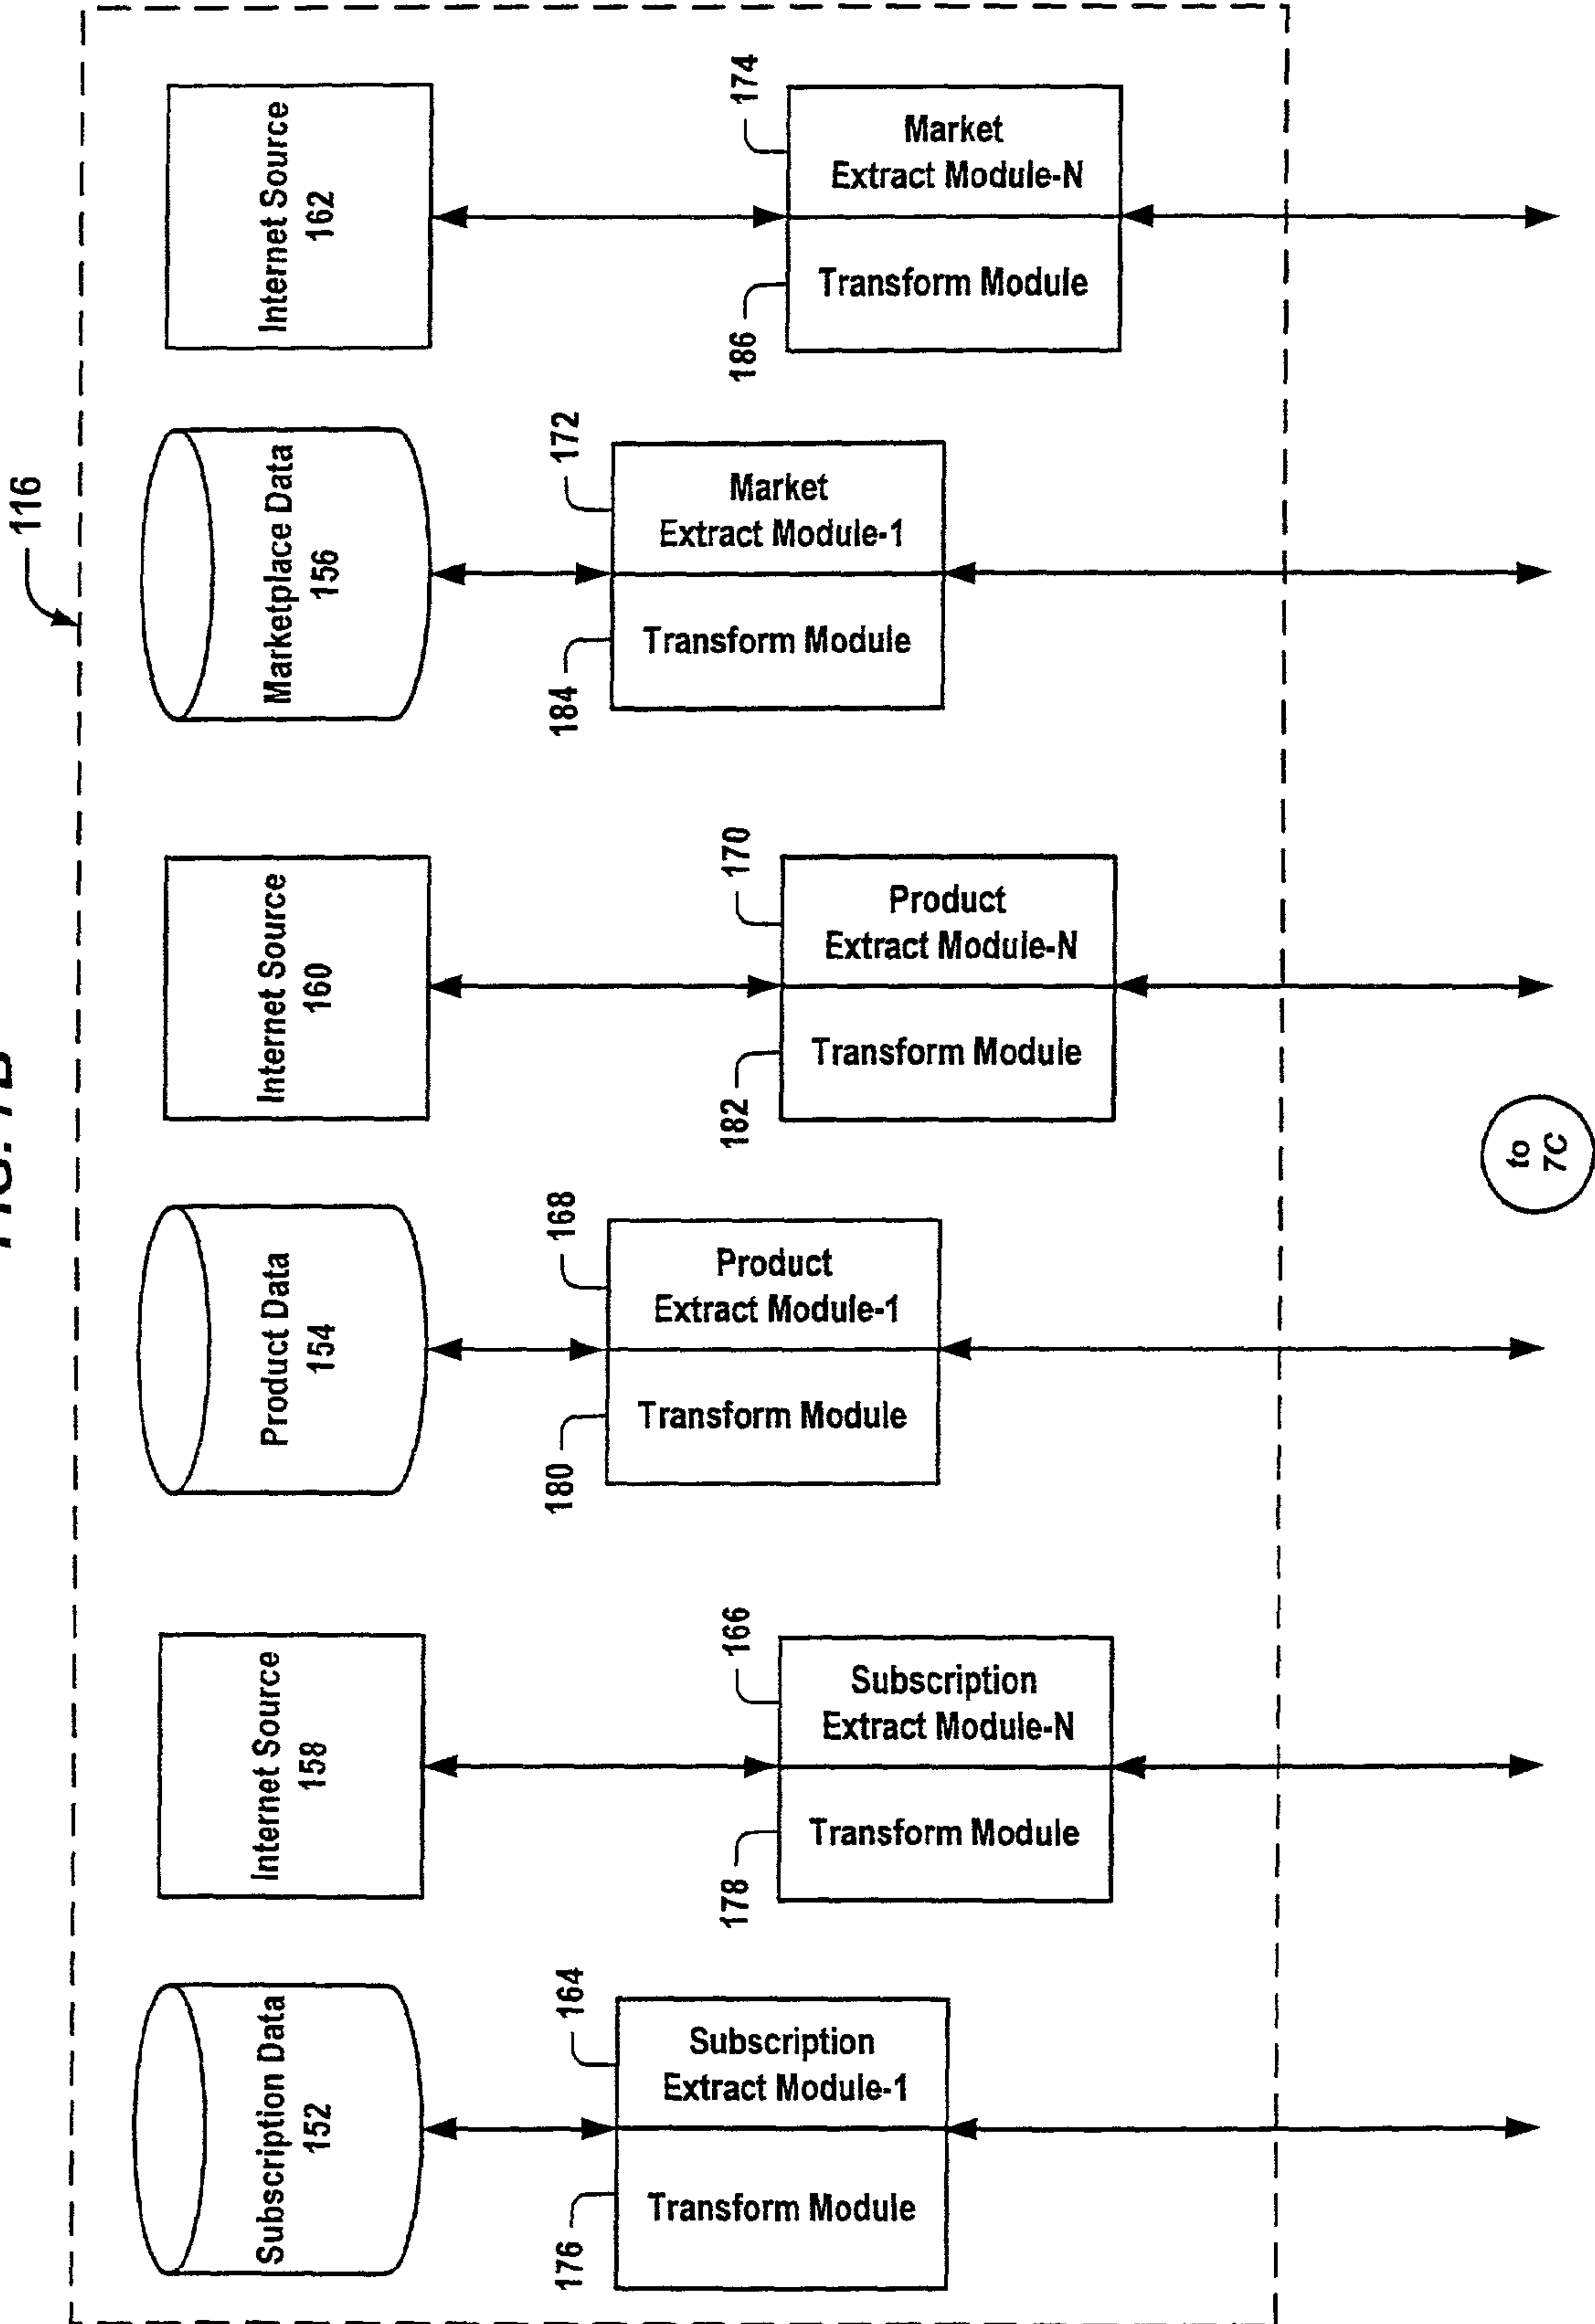 FIG. 7B
116
Subscription Data
152
Internet Source
158
Product Data
154
Internet Source
160
Marketplace Data
156
Internet Source
162
176
164
Transform Module
Subscription
Extract Module-1
178
166
Transform Module
Subscription
Extract Module-N
180
168
Transform Module
Product
Extract Module-1
182
170
Transform Module
Product
Extract Module-N
184
172
Transform Module
Market
Extract Module-1
186
174
Transform Module
Market
Extract Module-N
to
7C